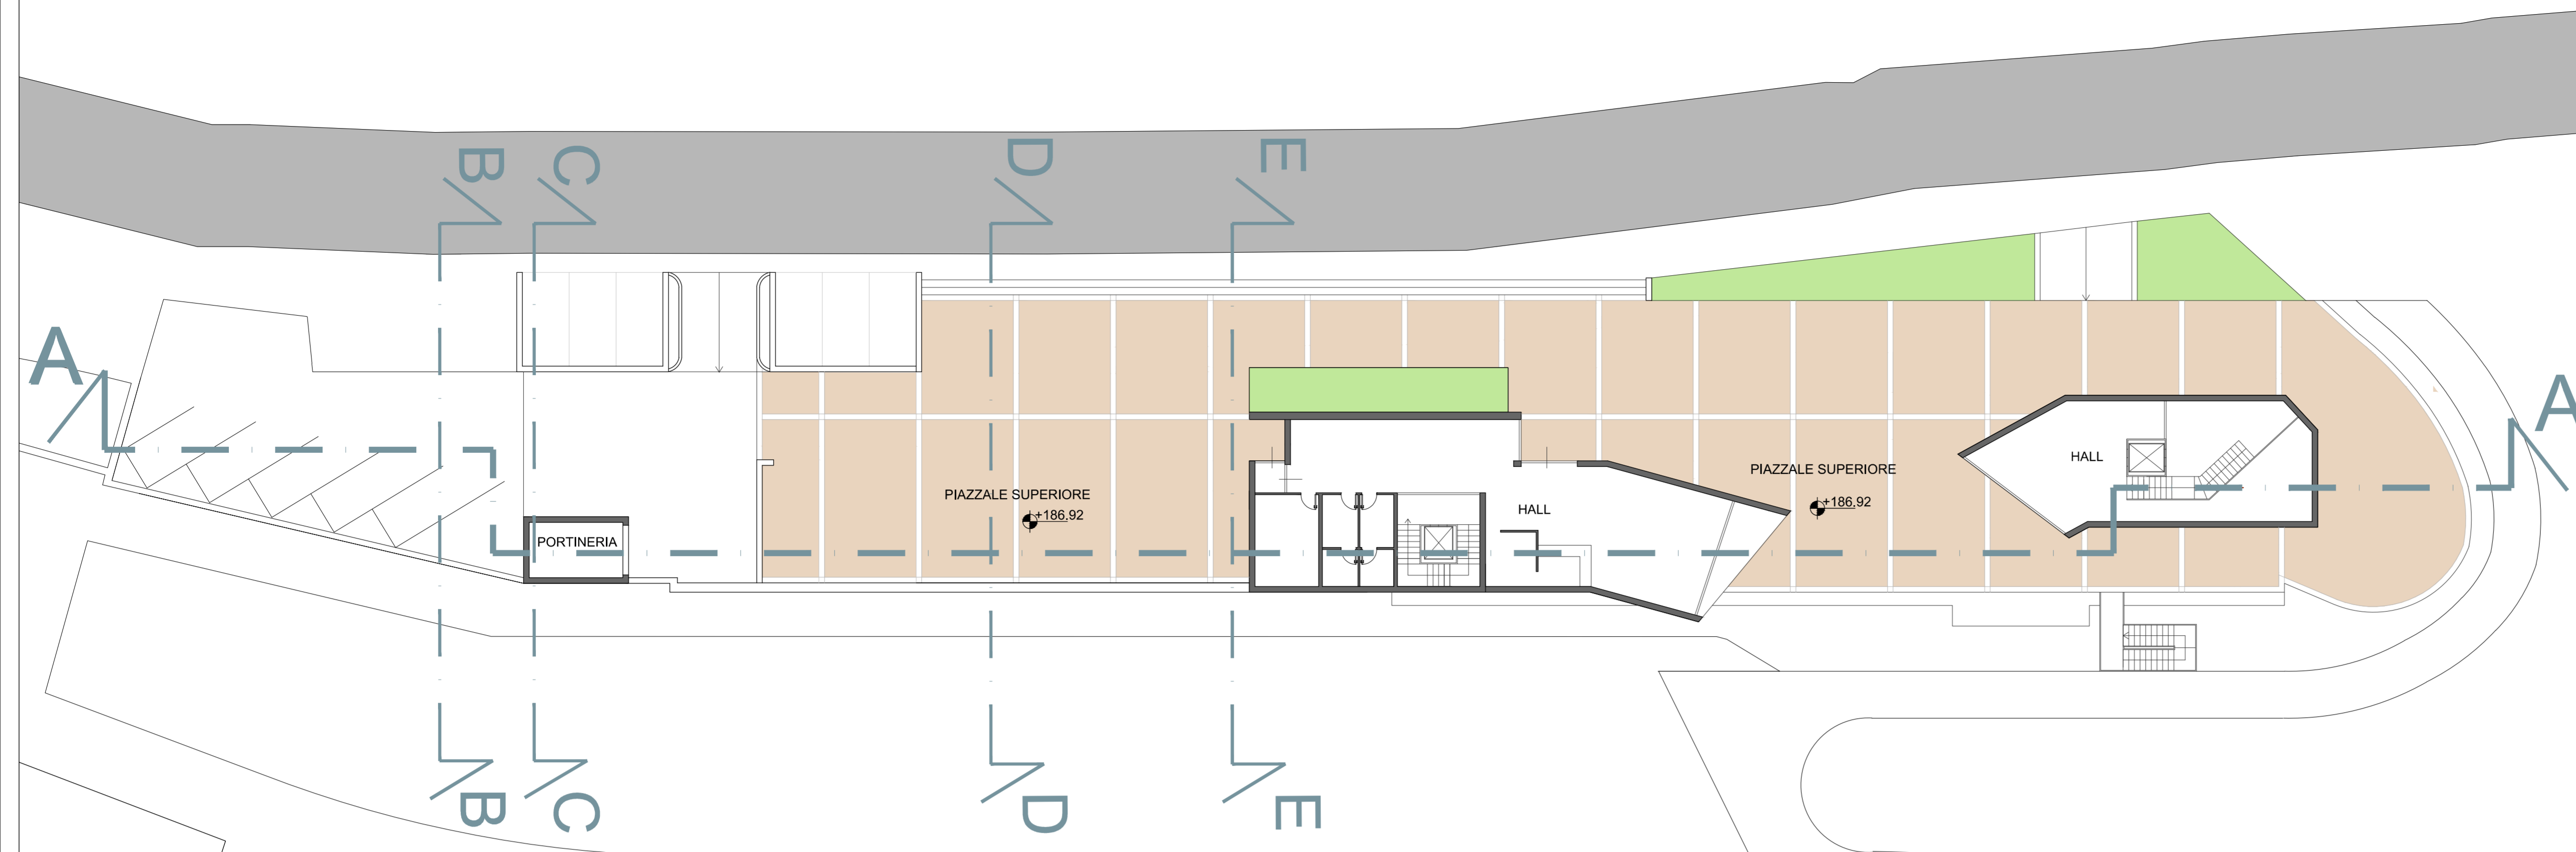 B
C
D
E
A
A
HALL
PIAZZALE SUPERIORE
+186.92
PIAZZALE SUPERIORE
+186.92
HALL
PORTINERIA
B
C
D
E